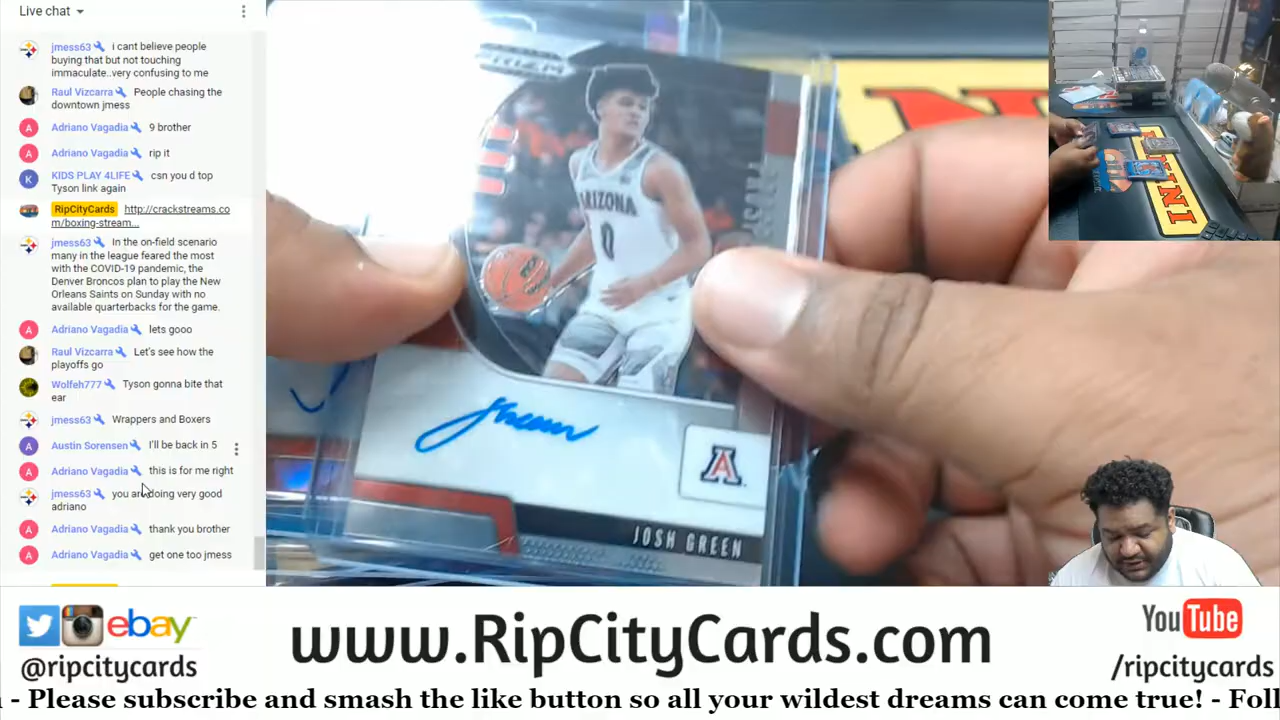 Live chat
jmess63 i cant believe people
buying that but not touching
immaculate..very confusing to me
Raul Vizcarra People chasing the
downtown jmess
A Adriano Vagadia 9 brother
A Adriano Vagadia rip it
K KIDS PLAY 4LIFE csn you d top
Tyson link again
RipCityCards http://crackstreams.co
m/boxing-stream...
jmess63 In the on-field scenario
many in the league feared the most
with the COVID-19 pandemic, the
Denver Broncos plan to play the New
Orleans Saints on Sunday with no
available quarterbacks for the game.
A Adriano Vagadia lets gooo
Raul Vizcarra Let's see how the
playoffs go
Wolfeh777 Tyson gonna bite that
ear
jmess63 Wrappers and Boxers
A Austin Sorensen I'll be back in 5
A Adriano Vagadia this is for me right
jmess63 you are doing very good
adriano
A Adriano Vagadia thank you brother
A Adriano Vagadia get one too jmess
PRIZM
ARIZONA
0
A
JOSH GREEN
ebay
@ripcitycards
www.RipCityCards.com
YouTube
/ripcitycards
- Please subscribe and smash the like button so all your wildest dreams can come true! - Foll